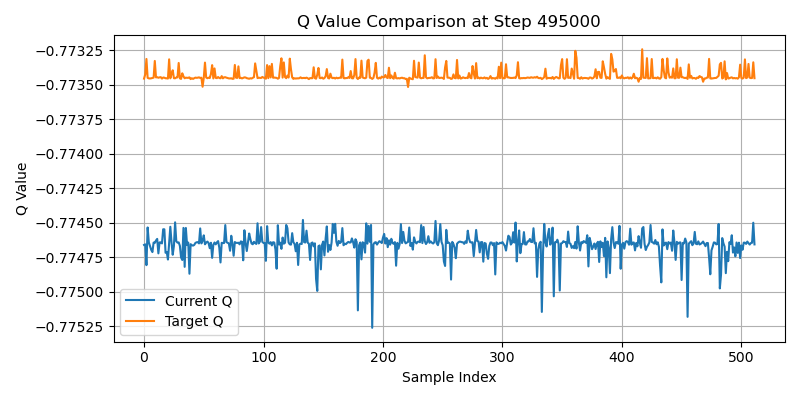 Q Value Comparison at Step 495000
Q Value
−0.77325
−0.77350
−0.77375
−0.77400
−0.77425
−0.77450
−0.77475
−0.77500
−0.77525
Current Q
Target Q
0 100 200 300 400 500
Sample Index